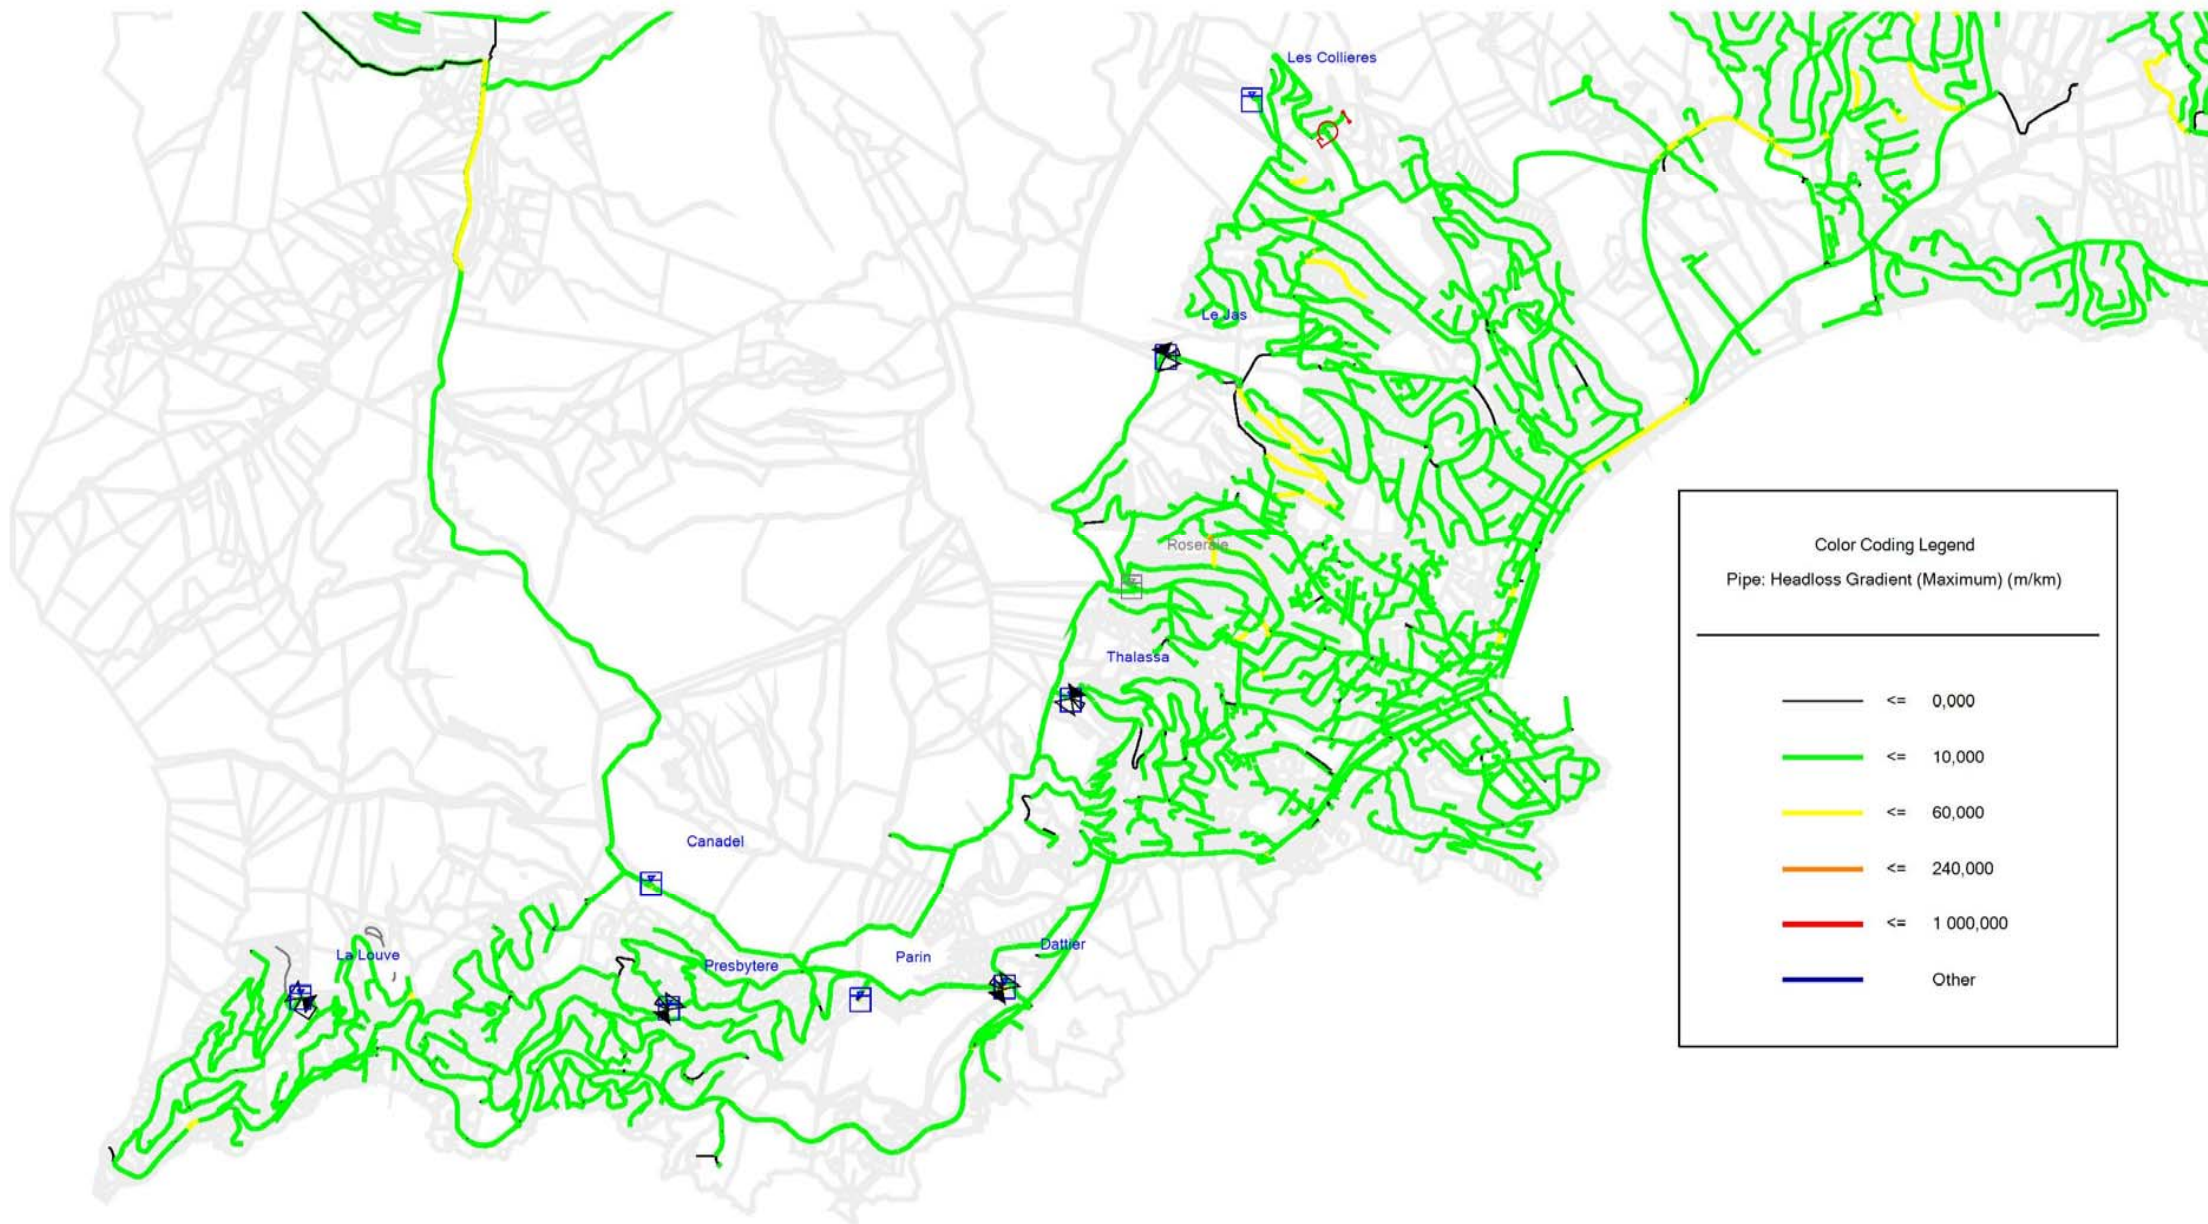 Les Collieres
Le Jas
Roseraie
Thalassa
Canadel
La Louve
Presbytere
Parin
Dattier
Color Coding Legend
Pipe: Headloss Gradient (Maximum) (m/km)
<= 0,000
<= 10,000
<= 60,000
<= 240,000
<= 1 000,000
Other